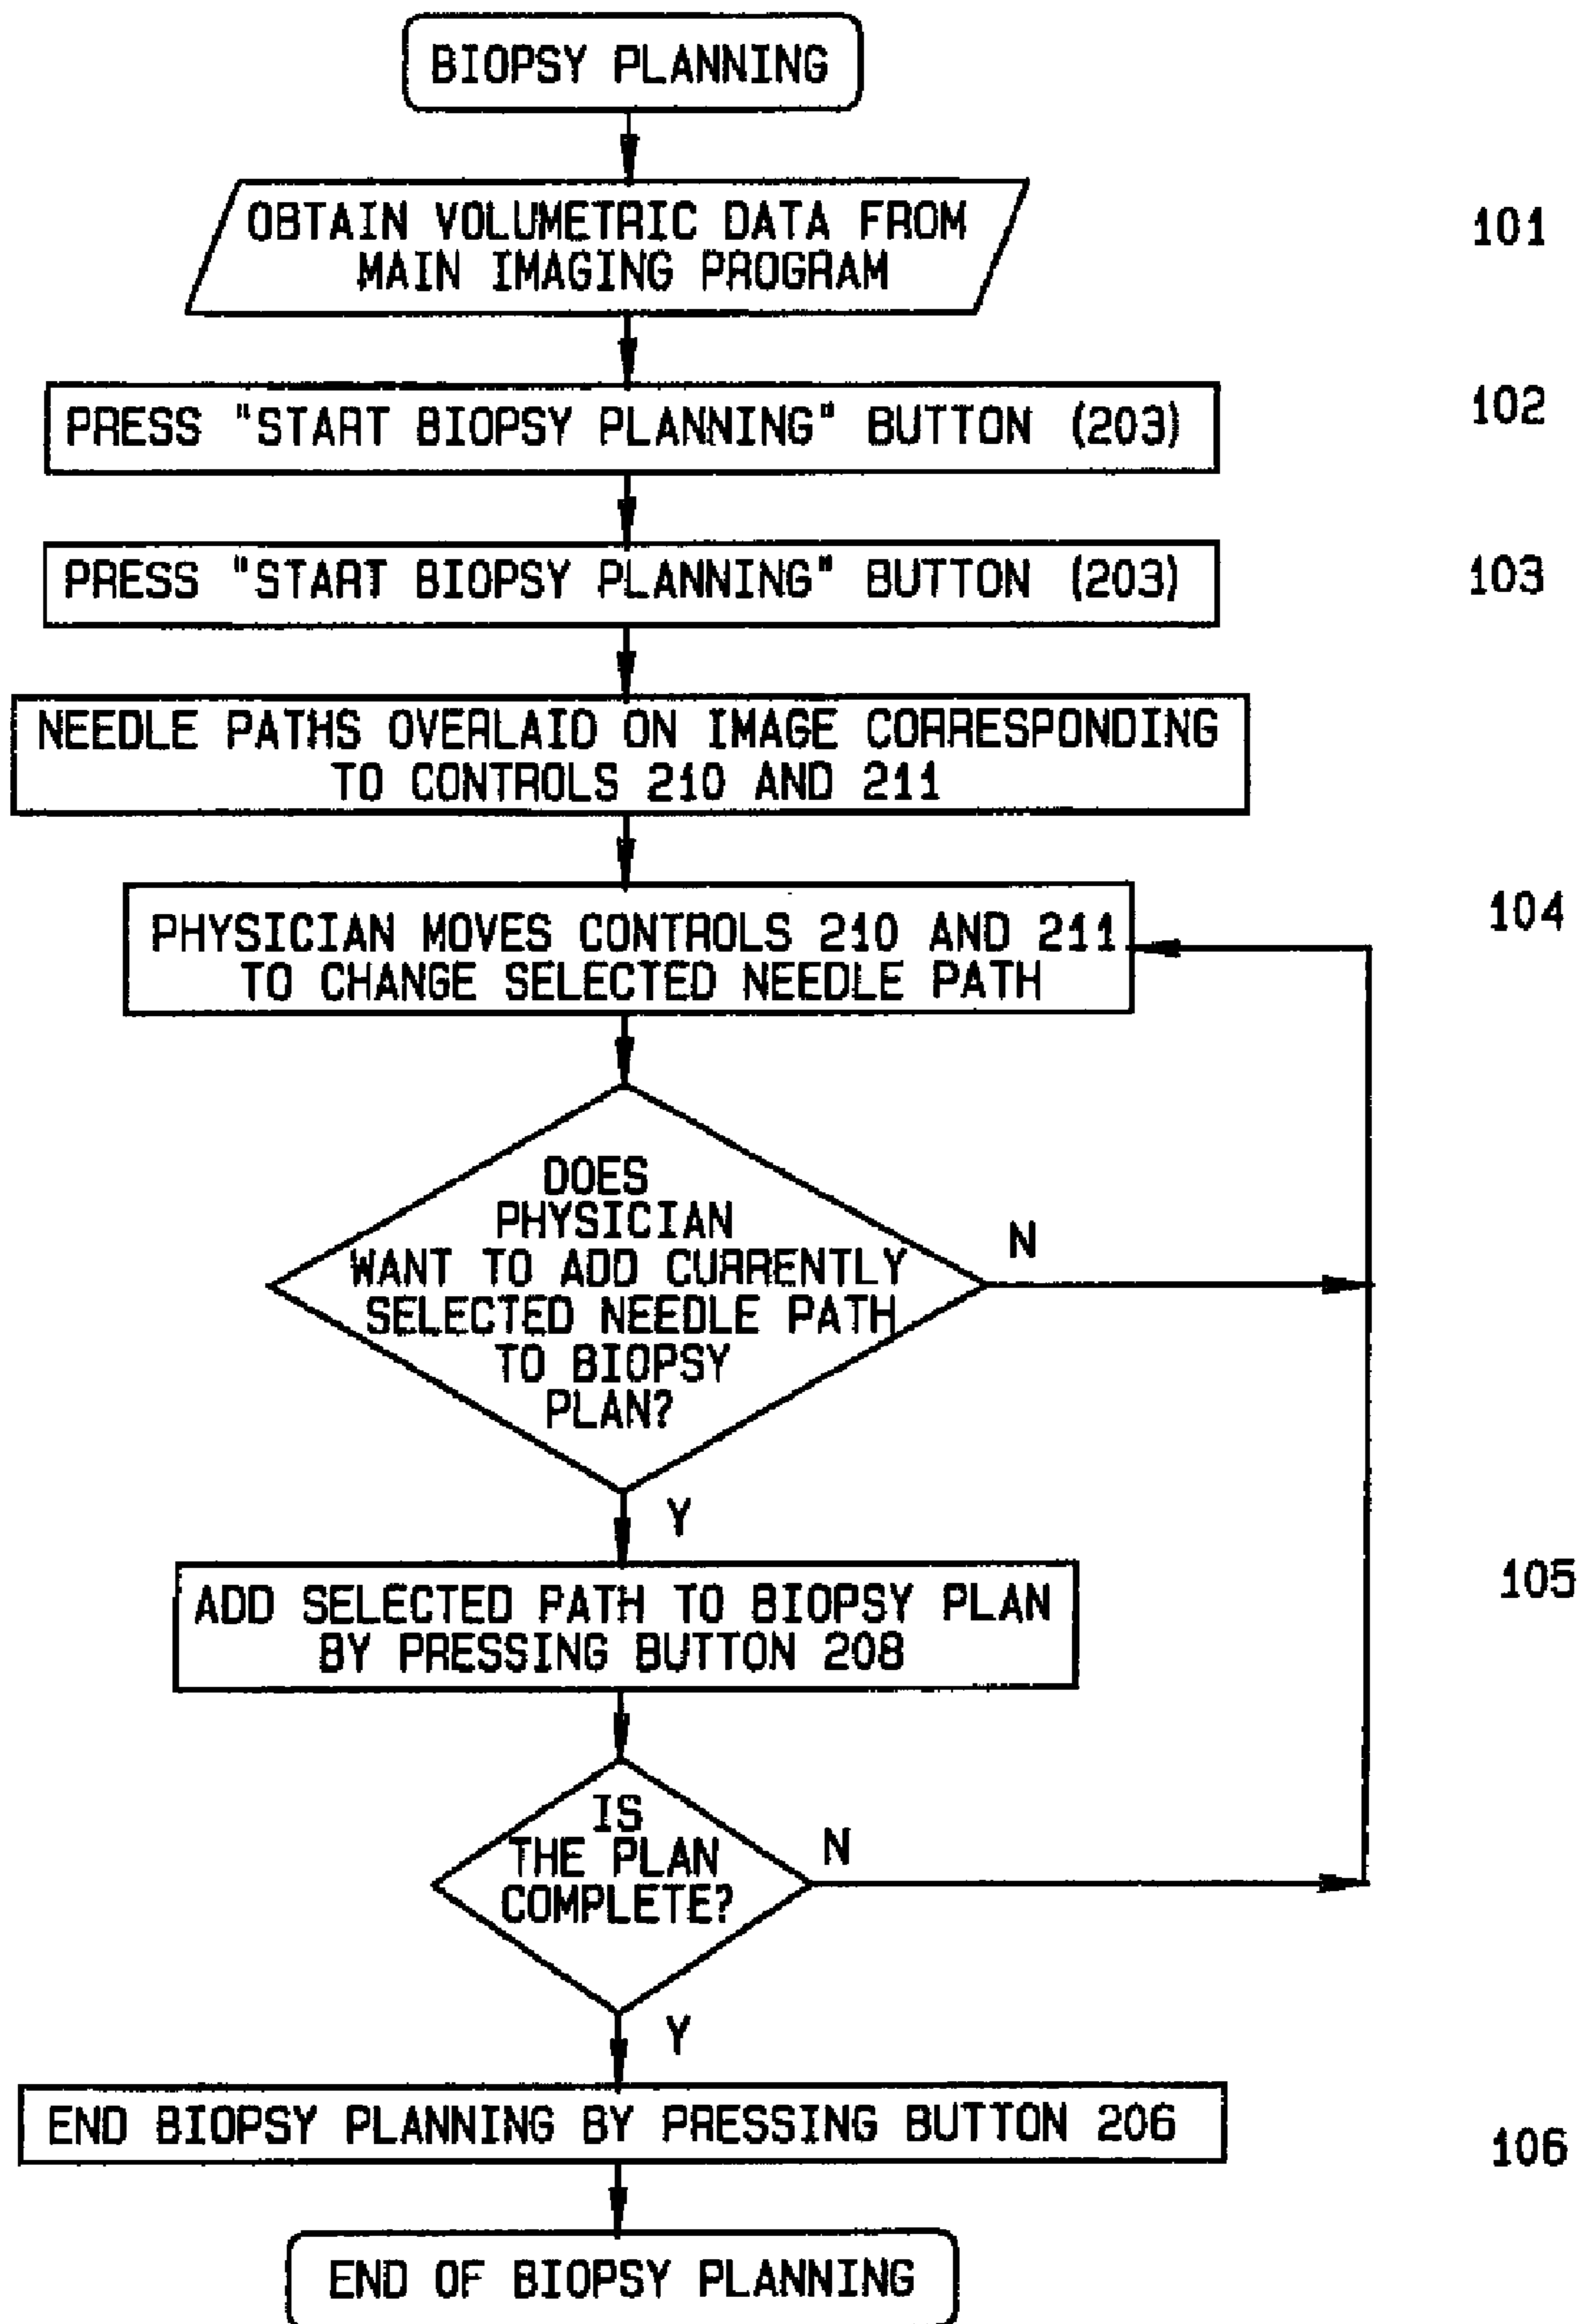 BIOPSY PLANNING
OBTAIN VOLUMETRIC DATA FROM
MAIN IMAGING PROGRAM
101
PRESS "START BIOPSY PLANNING" BUTTON (203)
102
PRESS "START BIOPSY PLANNING" BUTTON (203)
103
NEEDLE PATHS OVERLAID ON IMAGE CORRESPONDING
TO CONTROLS 210 AND 211
PHYSICIAN MOVES CONTROLS 210 AND 211
TO CHANGE SELECTED NEEDLE PATH
104
DOES
PHYSICIAN
WANT TO ADD CURRENTLY
SELECTED NEEDLE PATH
TO BIOPSY
PLAN?
N
Y
ADD SELECTED PATH TO BIOPSY PLAN
BY PRESSING BUTTON 208
105
IS
THE PLAN
COMPLETE?
N
Y
END BIOPSY PLANNING BY PRESSING BUTTON 206
106
END OF BIOPSY PLANNING